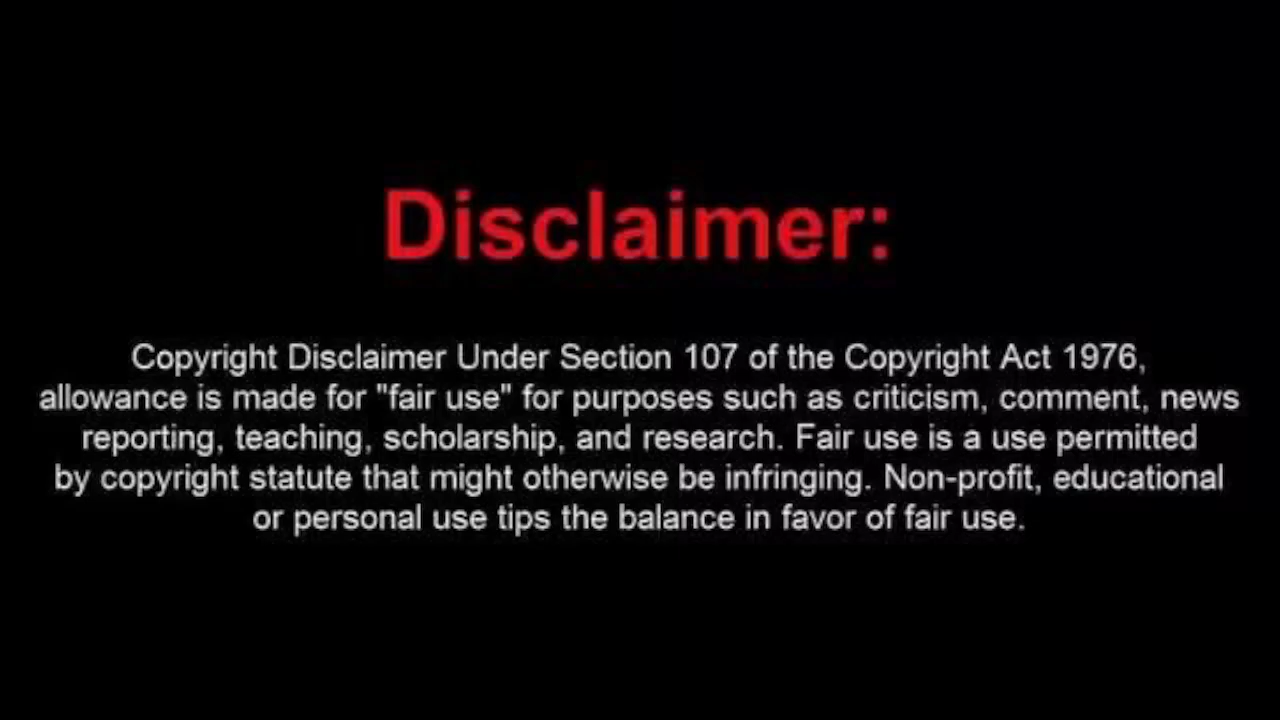 Disclaimer:
Copyright Disclaimer Under Section 107 of the Copyright Act 1976,
allowance is made for "fair use" for purposes such as criticism, comment, news
reporting, teaching, scholarship, and research. Fair use is a use permitted
by copyright statute that might otherwise be infringing. Non-profit, educational
or personal use tips the balance in favor of fair use.